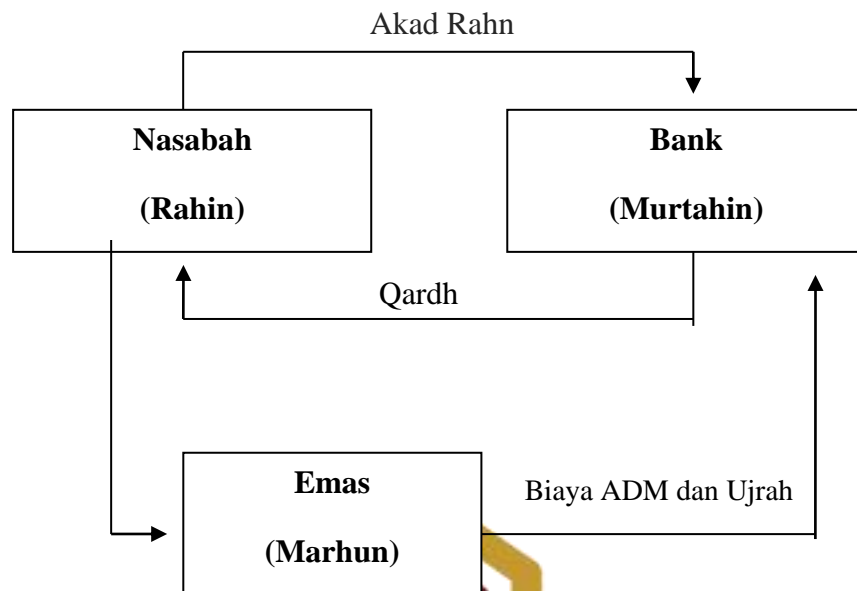 Akad Rahn
Nasabah
(Rahin)
Bank
(Murtahin)
Qardh
Emas
(Marhun)
Biaya ADM dan Ujrah